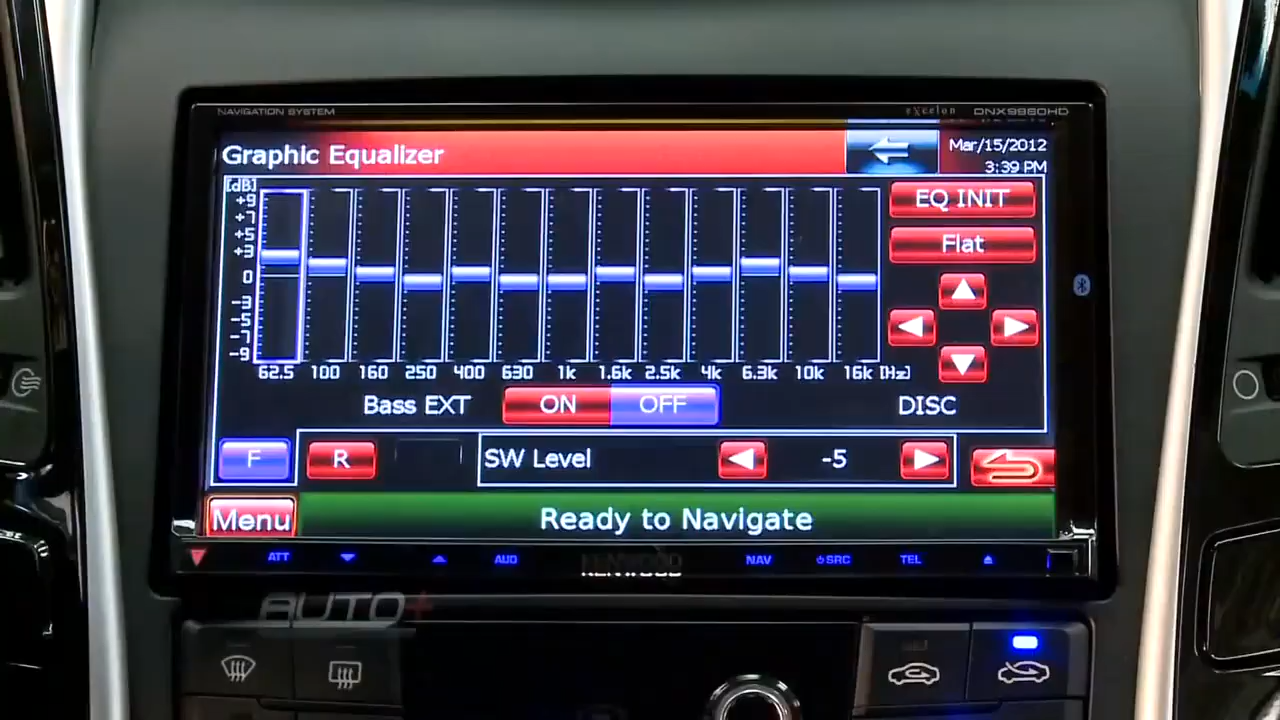 NAVIGATION SYSTEM
eXcelon DNX9960HD
Graphic Equalizer
Mar/15/2012
3:39 PM
[dB]
+9
+7
+5
+3
0
-3
-5
-7
-9
EQ INIT
Flat
62.5 100 160 250 400 630 1k 1.6k 2.5k 4k 6.3k 10k 16k [Hz]
Bass EXT ON OFF DISC
F R SW Level -5
Menu Ready to Navigate
ATT AUD KENWOOD NAV SRC TEL
AUTO+